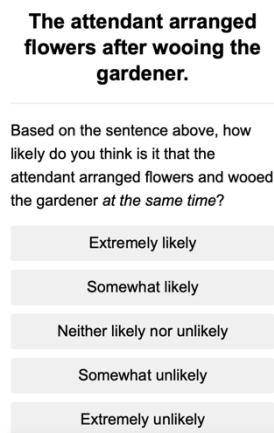 The attendant arranged
flowers after wooing the
gardener.
Based on the sentence above, how
likely do you think is it that the
attendant arranged flowers and wooed
the gardener at the same time?
Extremely likely
Somewhat likely
Neither likely nor unlikely
Somewhat unlikely
Extremely unlikely